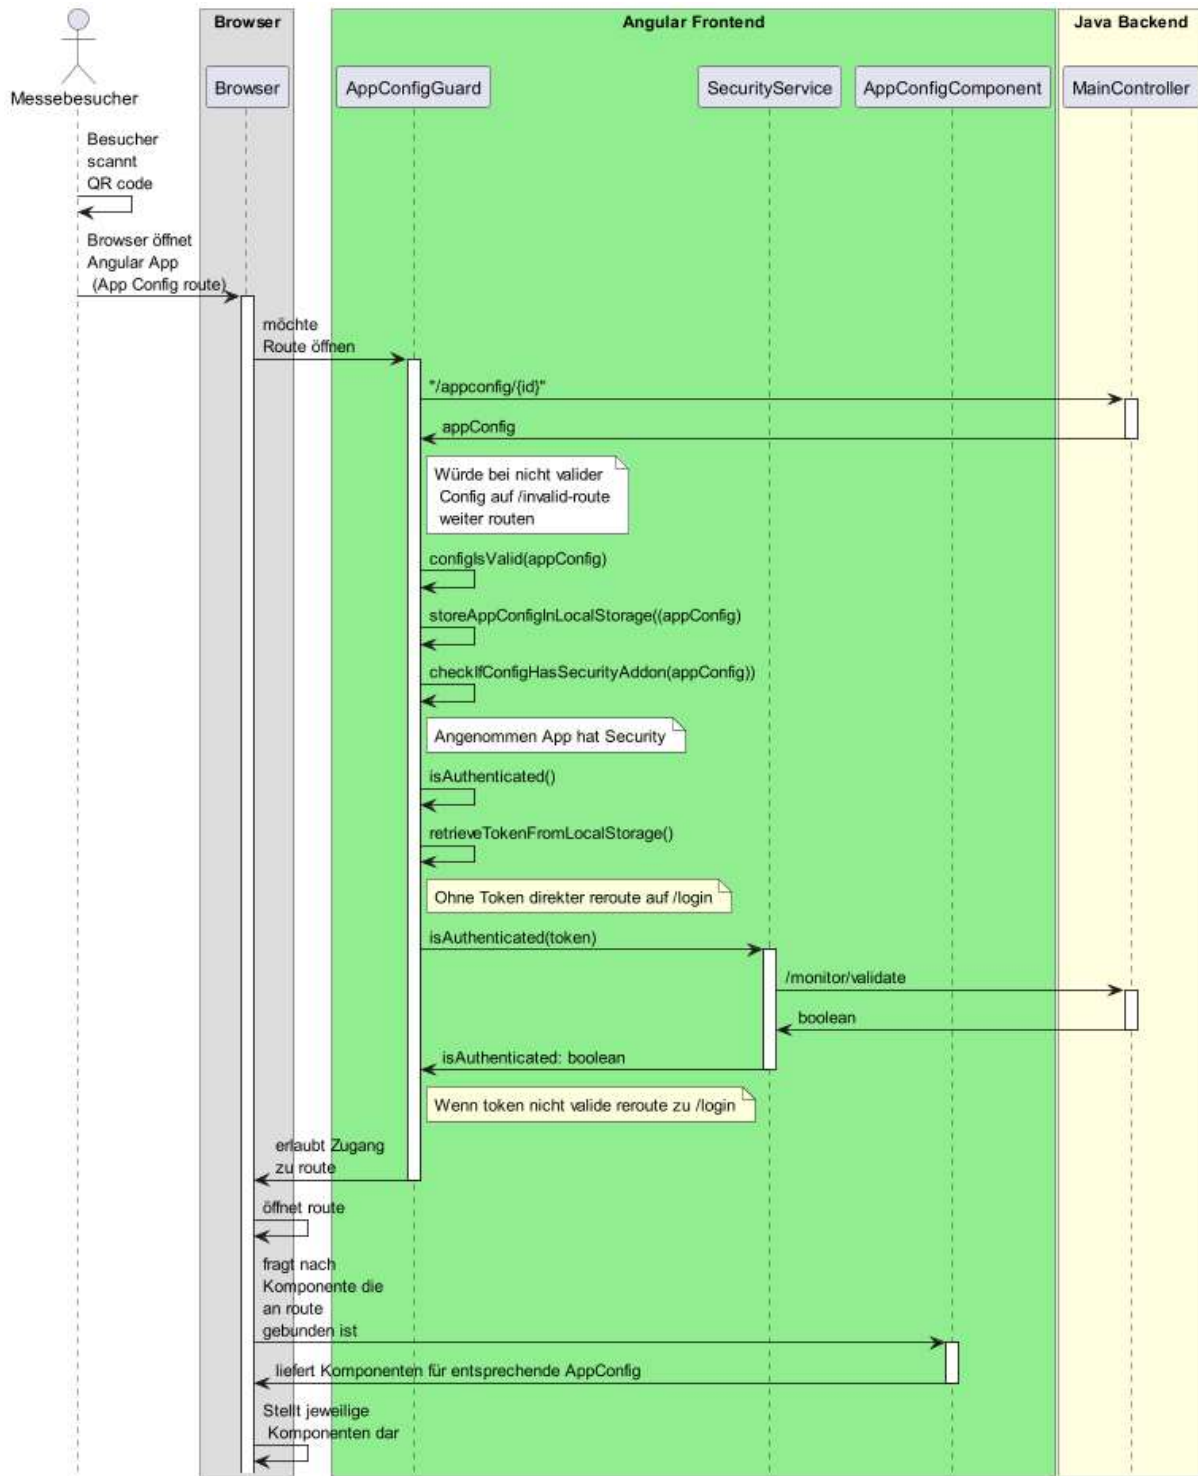 Browser
Angular Frontend
Java Backend
Messebesucher
Browser
AppConfigGuard
SecurityService
AppConfigComponent
MainController
Besucher
scannt
QR code
Browser öffnet
Angular App
(App Config route)
möchte
Route öffnen
"/appconfig/{id}"
appConfig
Würde bei nicht valider
Config auf /invalid-route
weiter routen
configIsValid(appConfig)
storeAppConfigInLocalStorage((appConfig)
checkIfConfigHasSecurityAddon(appConfig))
Angenommen App hat Security
isAuthenticated()
retrieveTokenFromLocalStorage()
Ohne Token direkter reroute auf /login
isAuthenticated(token)
/monitor/validate
boolean
isAuthenticated: boolean
Wenn token nicht valide reroute zu /login
erlaubt Zugang
zu route
öffnet route
fragt nach
Komponente die
an route
gebunden ist
liefert Komponenten für entsprechende AppConfig
Stellt jeweilige
Komponenten dar